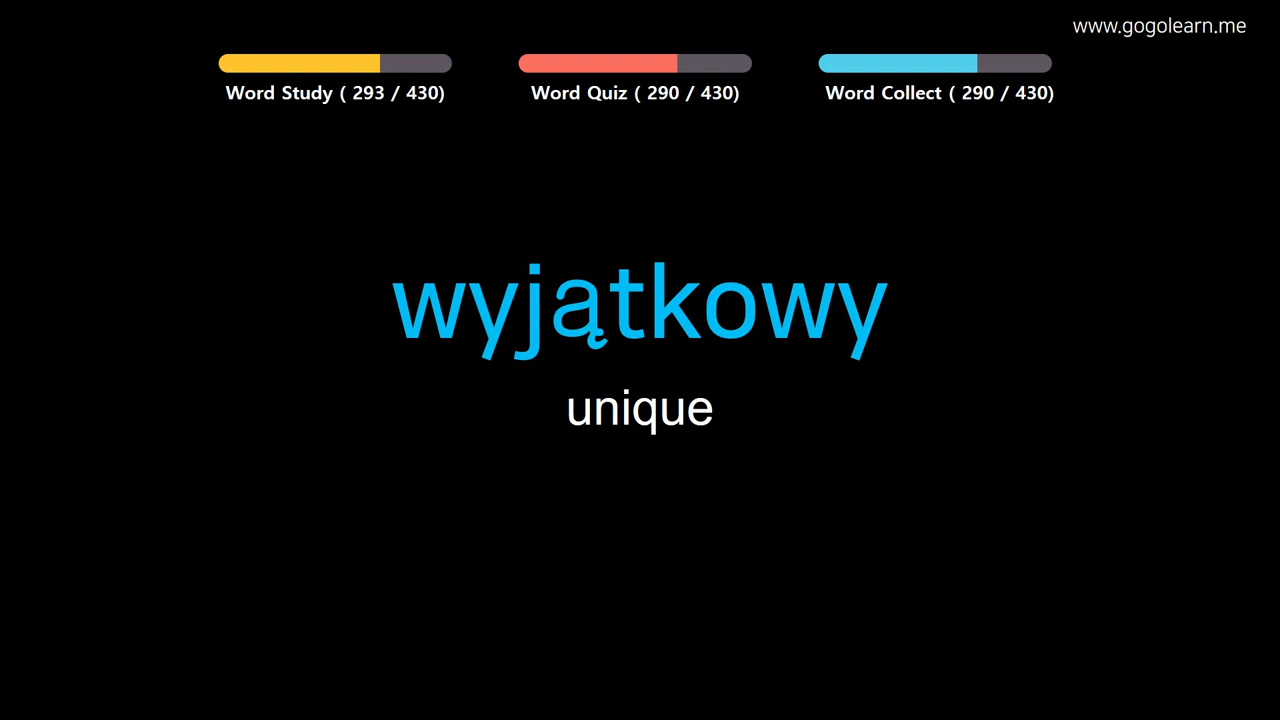 www.gogolearn.me
Word Study ( 293 / 430)
Word Quiz ( 290 / 430)
Word Collect ( 290 / 430)
wyjątkowy
unique